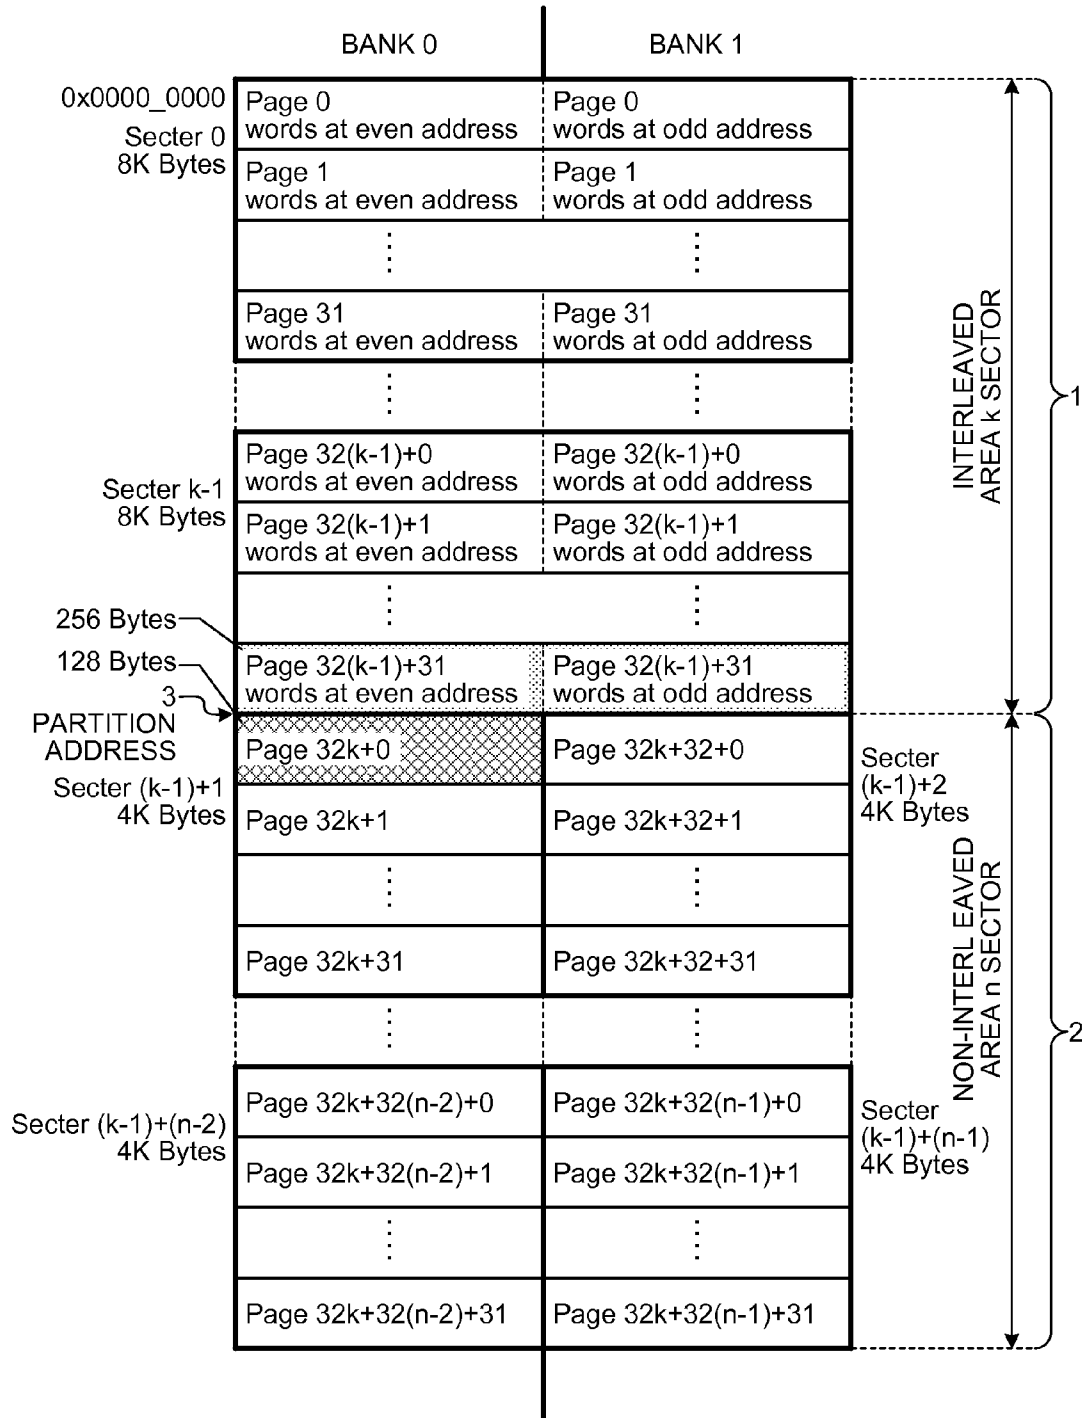 BANK 0
BANK 1
0x0000_0000
Secter 0
8K Bytes
Page 0
words at even address
Page 0
words at odd address
Page 1
words at even address
Page 1
words at odd address
Page 31
words at even address
Page 31
words at odd address
INTERLEAVED
AREA k SECTOR
1
Secter k-1
8K Bytes
Page 32(k-1)+0
words at even address
Page 32(k-1)+0
words at odd address
Page 32(k-1)+1
words at even address
Page 32(k-1)+1
words at odd address
256 Bytes
128 Bytes
3
PARTITION
ADDRESS
Page 32(k-1)+31
words at even address
Page 32(k-1)+31
words at odd address
Secter (k-1)+1
4K Bytes
Page 32k+0
Page 32k+32+0
Secter
(k-1)+2
4K Bytes
Page 32k+1
Page 32k+32+1
Page 32k+31
Page 32k+32+31
NON-INTERL EAVED
AREA n SECTOR
2
Secter (k-1)+(n-2)
4K Bytes
Page 32k+32(n-2)+0
Page 32k+32(n-1)+0
Secter
(k-1)+(n-1)
4K Bytes
Page 32k+32(n-2)+1
Page 32k+32(n-1)+1
Page 32k+32(n-2)+31
Page 32k+32(n-1)+31